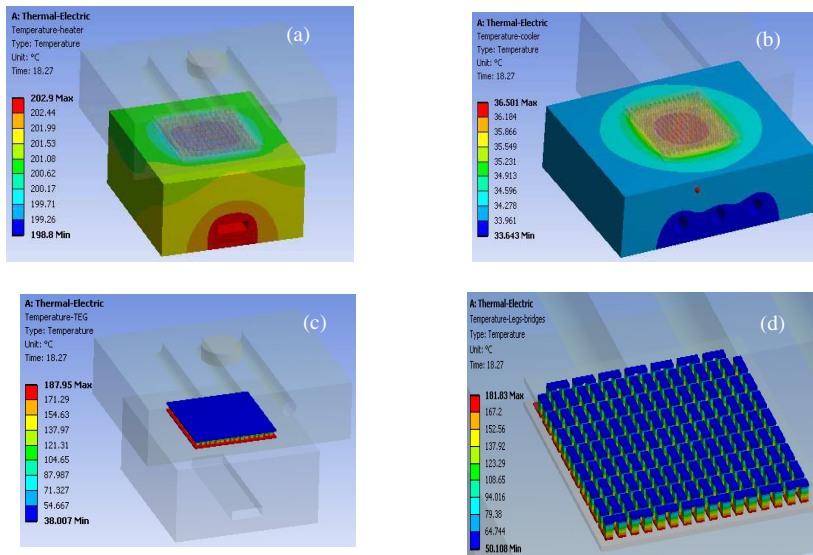 A: Thermal-Electric
Temperature-heater
Type: Temperature
Unit: °C
Time: 18.27
(a)
202.9 Max
202.44
201.99
201.53
201.08
200.62
200.17
199.71
199.26
198.8 Min
A: Thermal-Electric
Temperature-cooler
Type: Temperature
Unit: °C
Time: 18.27
(b)
36.501 Max
36.184
35.866
35.549
35.231
34.913
34.596
34.278
33.961
33.643 Min
A: Thermal-Electric
Temperature-TEG
Type: Temperature
Unit: °C
Time: 18.27
(c)
187.95 Max
171.29
154.63
137.97
121.31
104.65
87.987
71.327
54.667
38.007 Min
A: Thermal-Electric
Temperature-Legs-bridges
Type: Temperature
Unit: °C
Time: 18.27
(d)
181.83 Max
167.2
152.56
137.92
123.29
108.65
94.016
79.38
64.744
50.108 Min